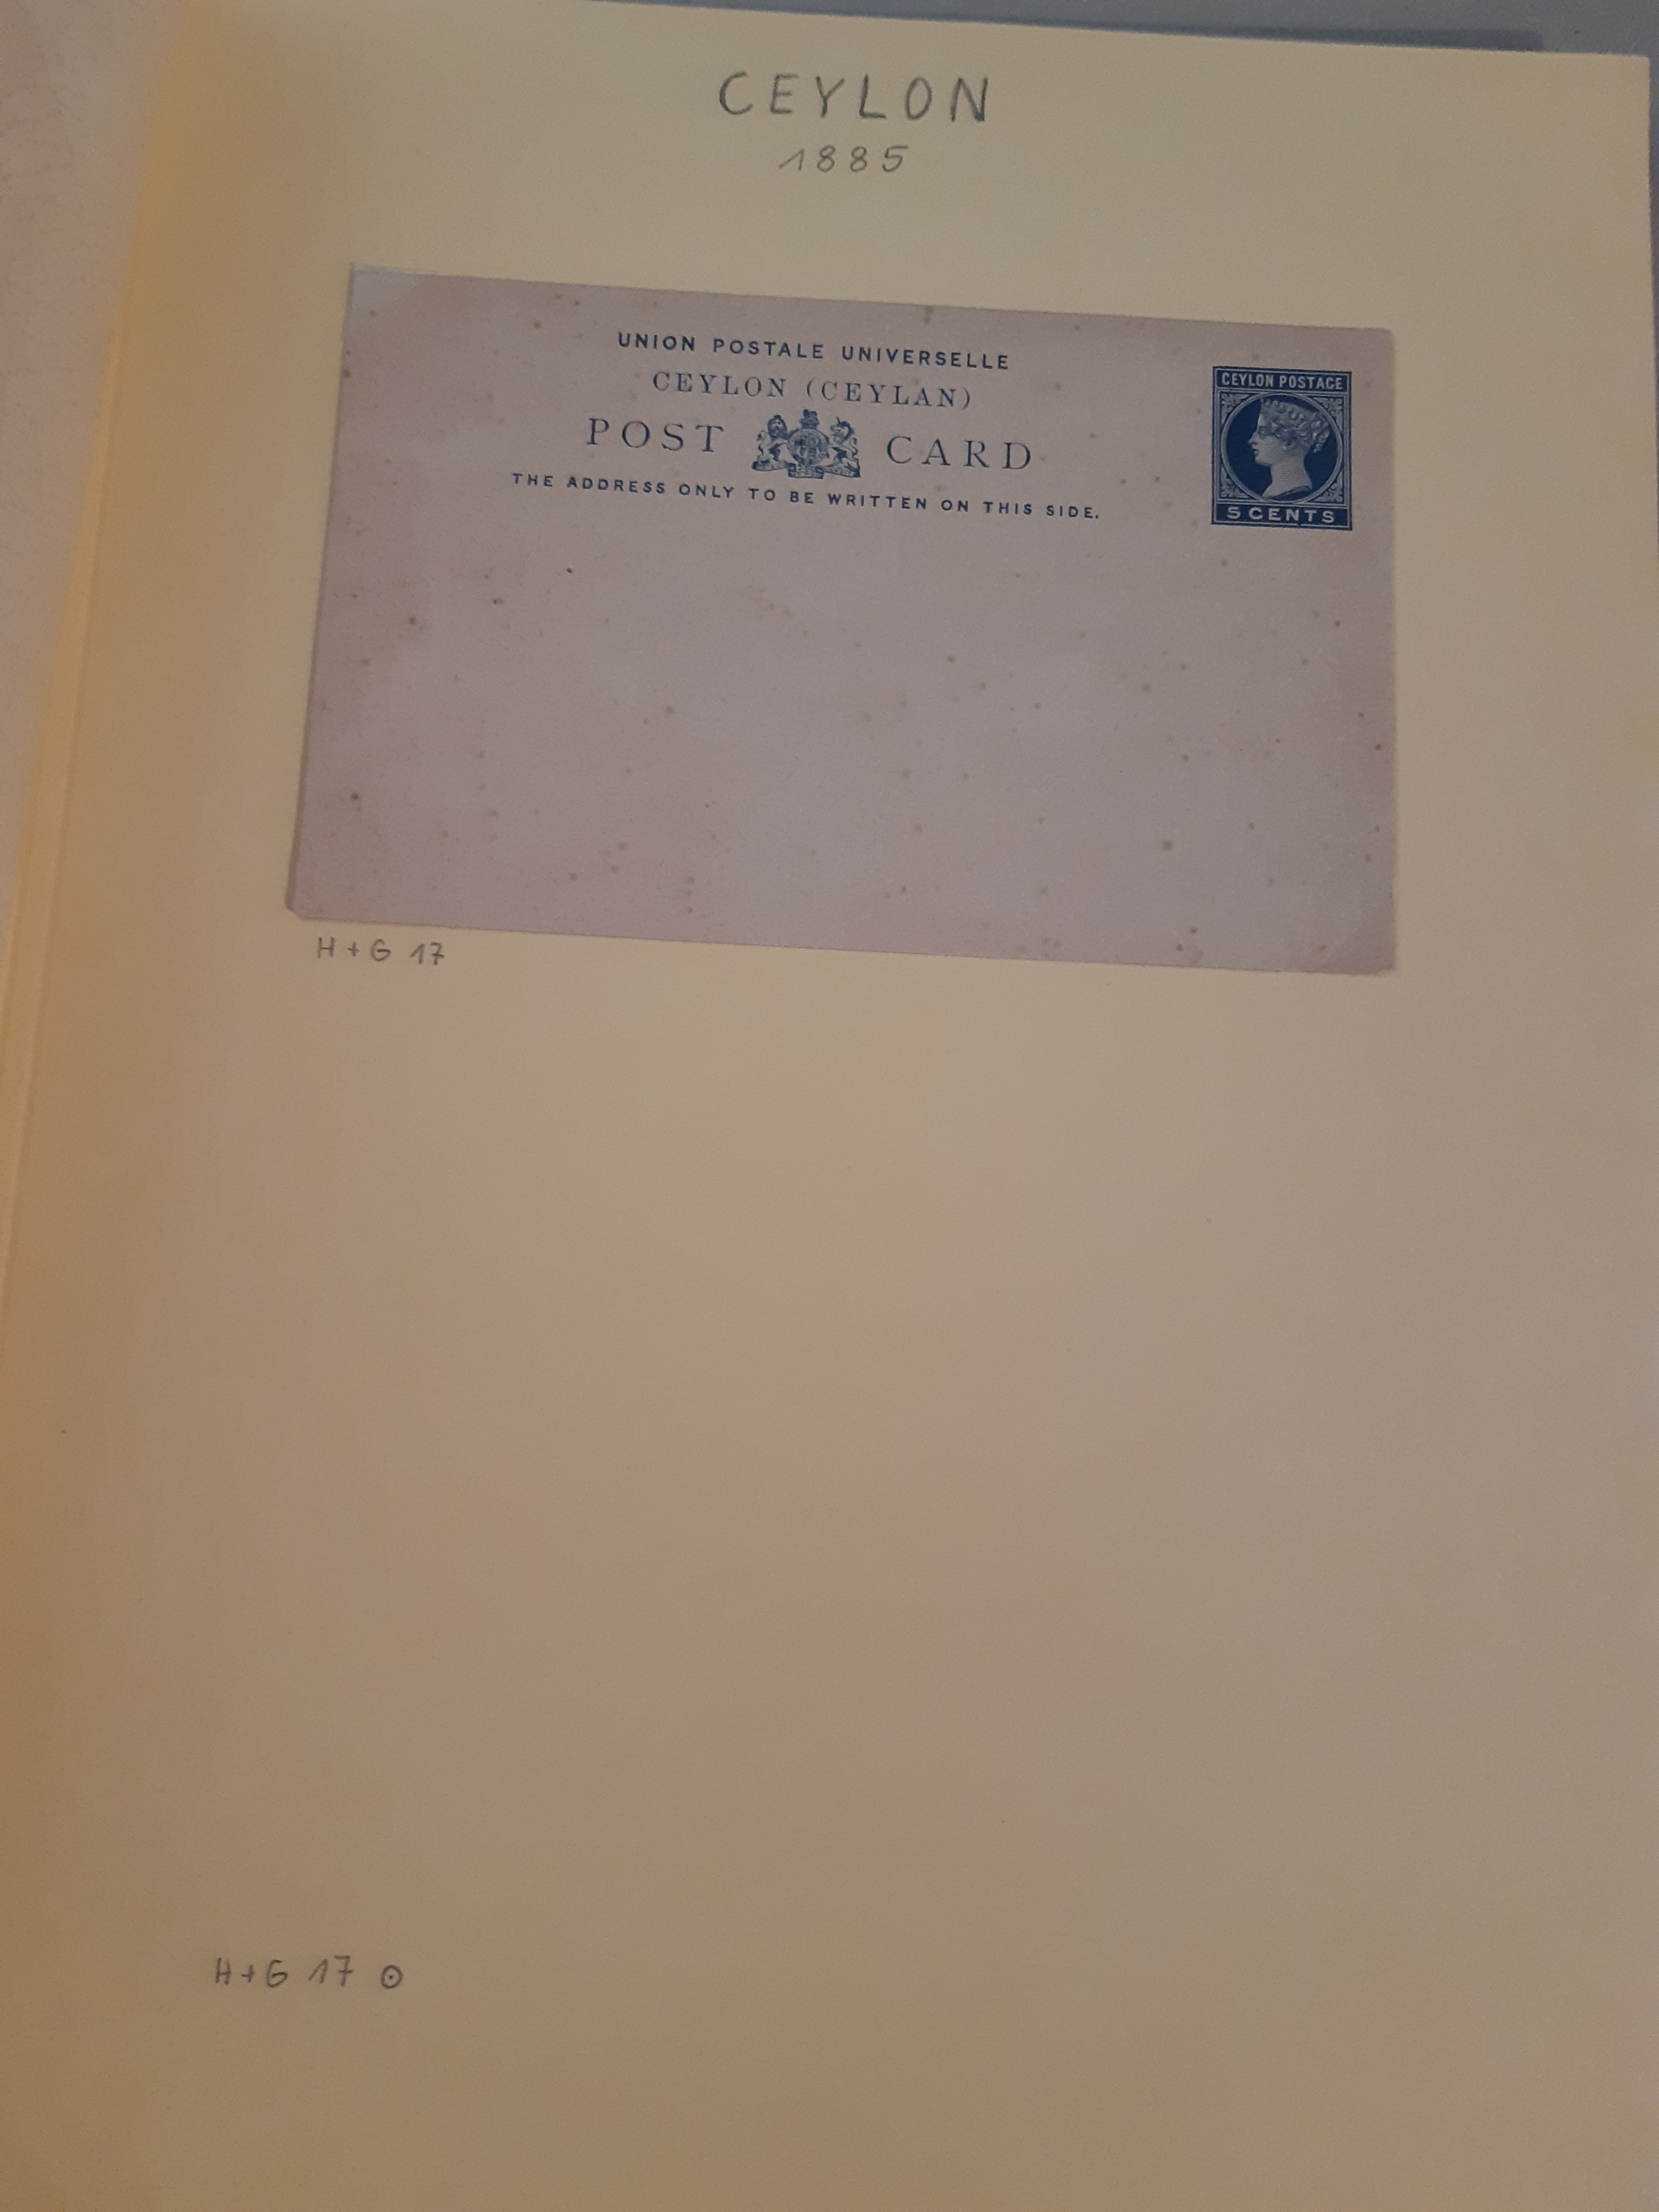 CEYLON
1885
UNION POSTALE UNIVERSELLE
CEYLON (CEYLAN)
POST CARD
THE ADDRESS ONLY TO BE WRITTEN ON THIS SIDE.
CEYLON POSTAGE
5 CENTS
H+G 17
H+G 17 ⊙